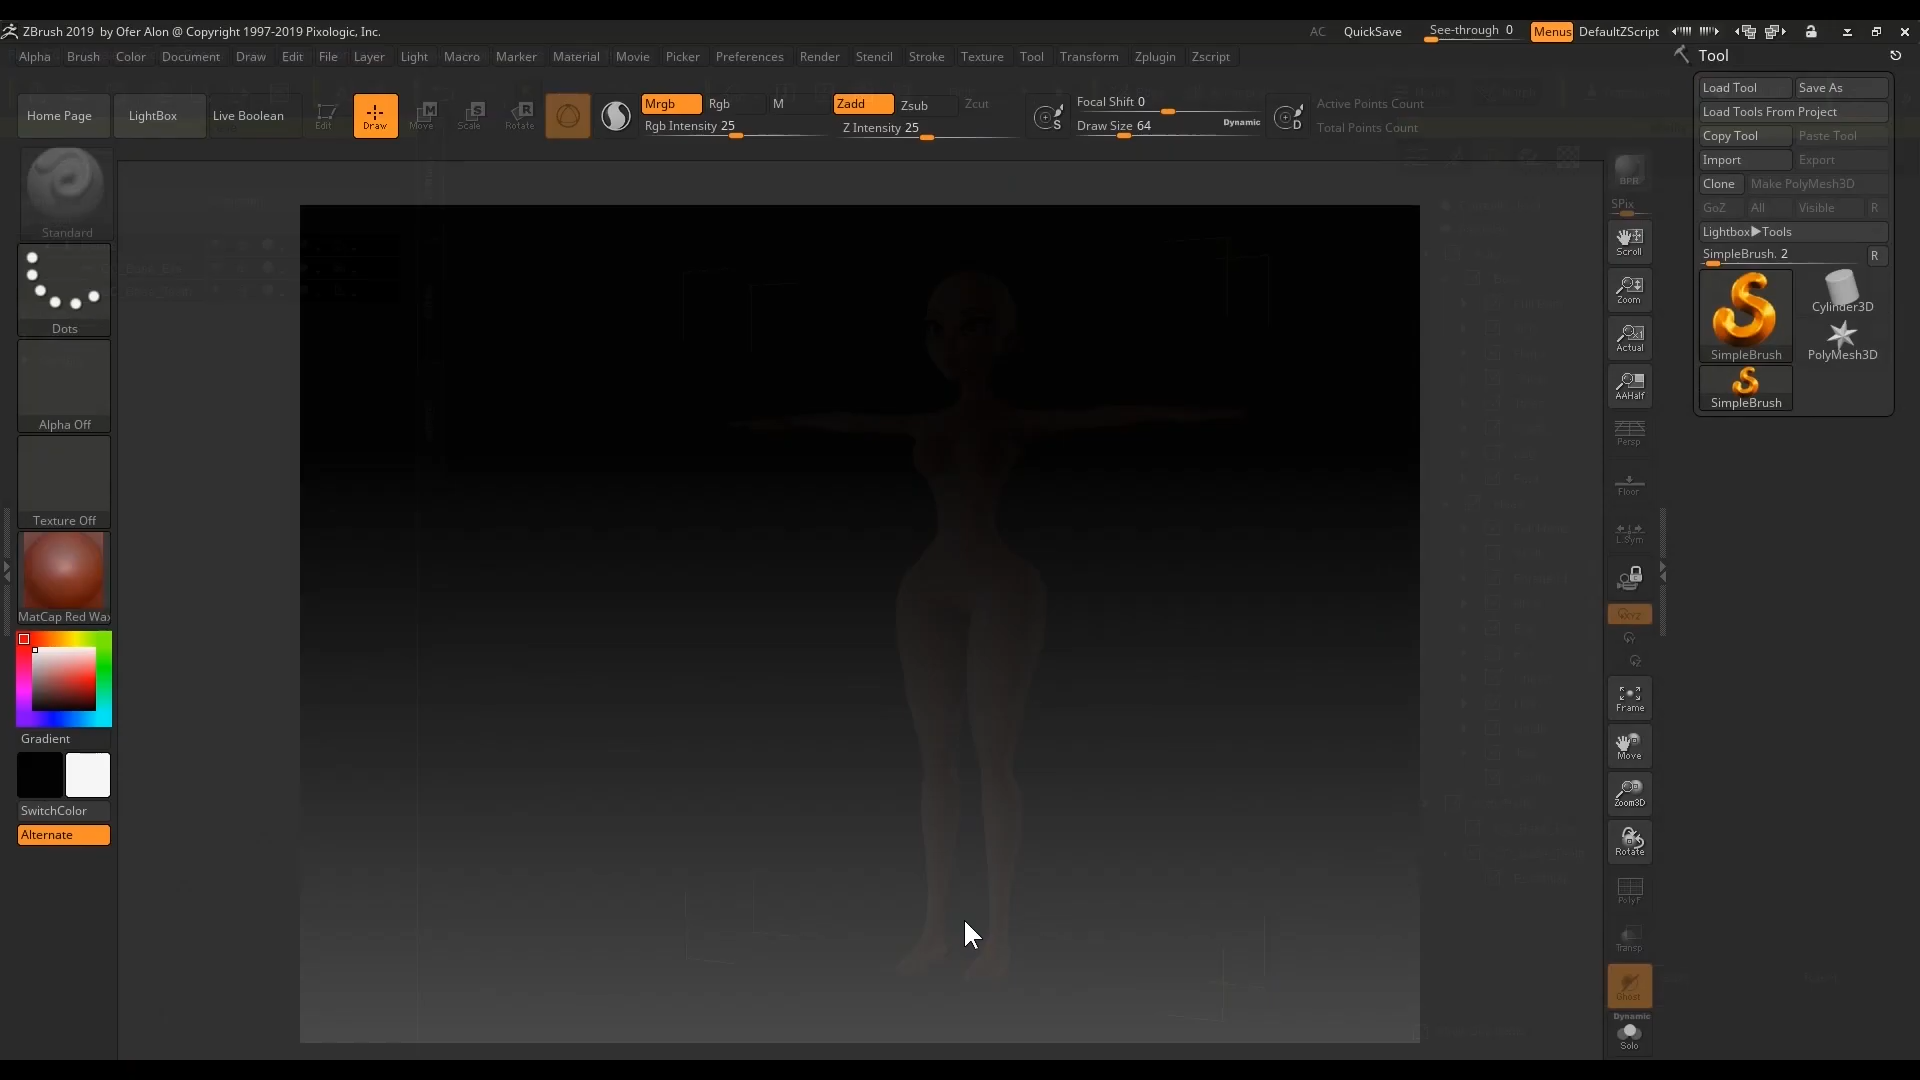 ZBrush 2019 by Ofer Alon @ Copyright 1997-2019 Pixologic, Inc.
AC QuickSave See-through 0 Menus DefaultZScript
Alpha Brush Color Document Draw Edit File Layer Light Macro Marker Material Movie Picker Preferences Render Stencil Stroke Texture Tool Transform Zplugin Zscript
Tool
Home Page LightBox Live Boolean Edit Draw Move Scale Rotate
Mrgb Rgb M
Rgb Intensity 25
Zadd Zsub Zcut
Z Intensity 25
S
Focal Shift 0
Draw Size 64 Dynamic
D
Active Points Count
Total Points Count
Standard
Dots
Alpha Off
Texture Off
MatCap Red Wax
Gradient
SwitchColor
Alternate
BPR
SPix
Scroll
Zoom
Actual
AAHalf
Persp
Floor
L.Sym
XYZ
Y
Z
Frame
Move
Zoom3D
Rotate
PolyF
Transp
Ghost
Dynamic
Solo
Load Tool Save As
Load Tools From Project
Copy Tool Paste Tool
Import Export
Clone Make PolyMesh3D
GoZ All Visible R
Lightbox▶Tools
SimpleBrush. 2 R
SimpleBrush
Cylinder3D
PolyMesh3D
SimpleBrush